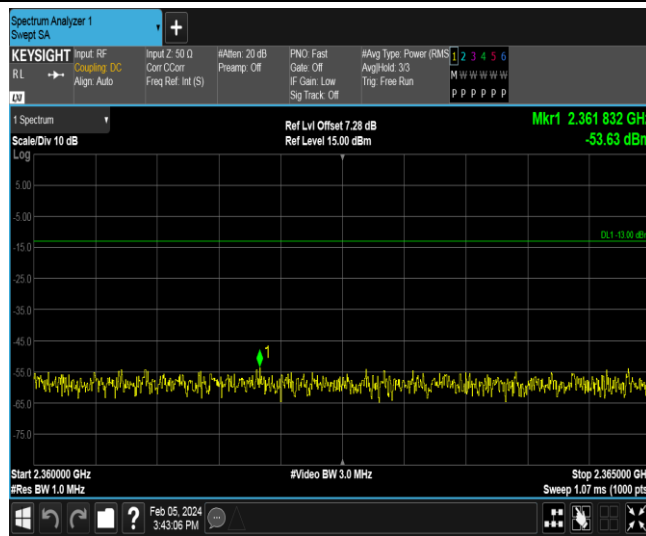 Spectrum Analyzer 1
Swept SA
+
KEYSIGHT
RL
Input: RF
Coupling: DC
Align: Auto
Input Z: 50 Ω
Corr CCorr
Freq Ref: Int (S)
#Atten: 20 dB
Preamp: Off
PNO: Fast
Gate: Off
IF Gain: Low
Sig Track: Off
#Avg Type: Power (RMS
Avg|Hold: 3/3
Trig: Free Run
1 2 3 4 5 6
M W W W W W
P P P P P P
LXI
1 Spectrum
Scale/Div 10 dB
Ref Lvl Offset 7.28 dB
Ref Level 15.00 dBm
Mkr1 2.361 832 GHz
-53.63 dBm
Log
5.00
-5.00
-15.0
-25.0
-35.0
-45.0
-55.0
-65.0
-75.0
DL1 -13.00 dBm
1
Start 2.360000 GHz
#Res BW 1.0 MHz
#Video BW 3.0 MHz
Stop 2.365000 GHz
Sweep 1.07 ms (1000 pts)
?
Feb 05, 2024
3:43:06 PM